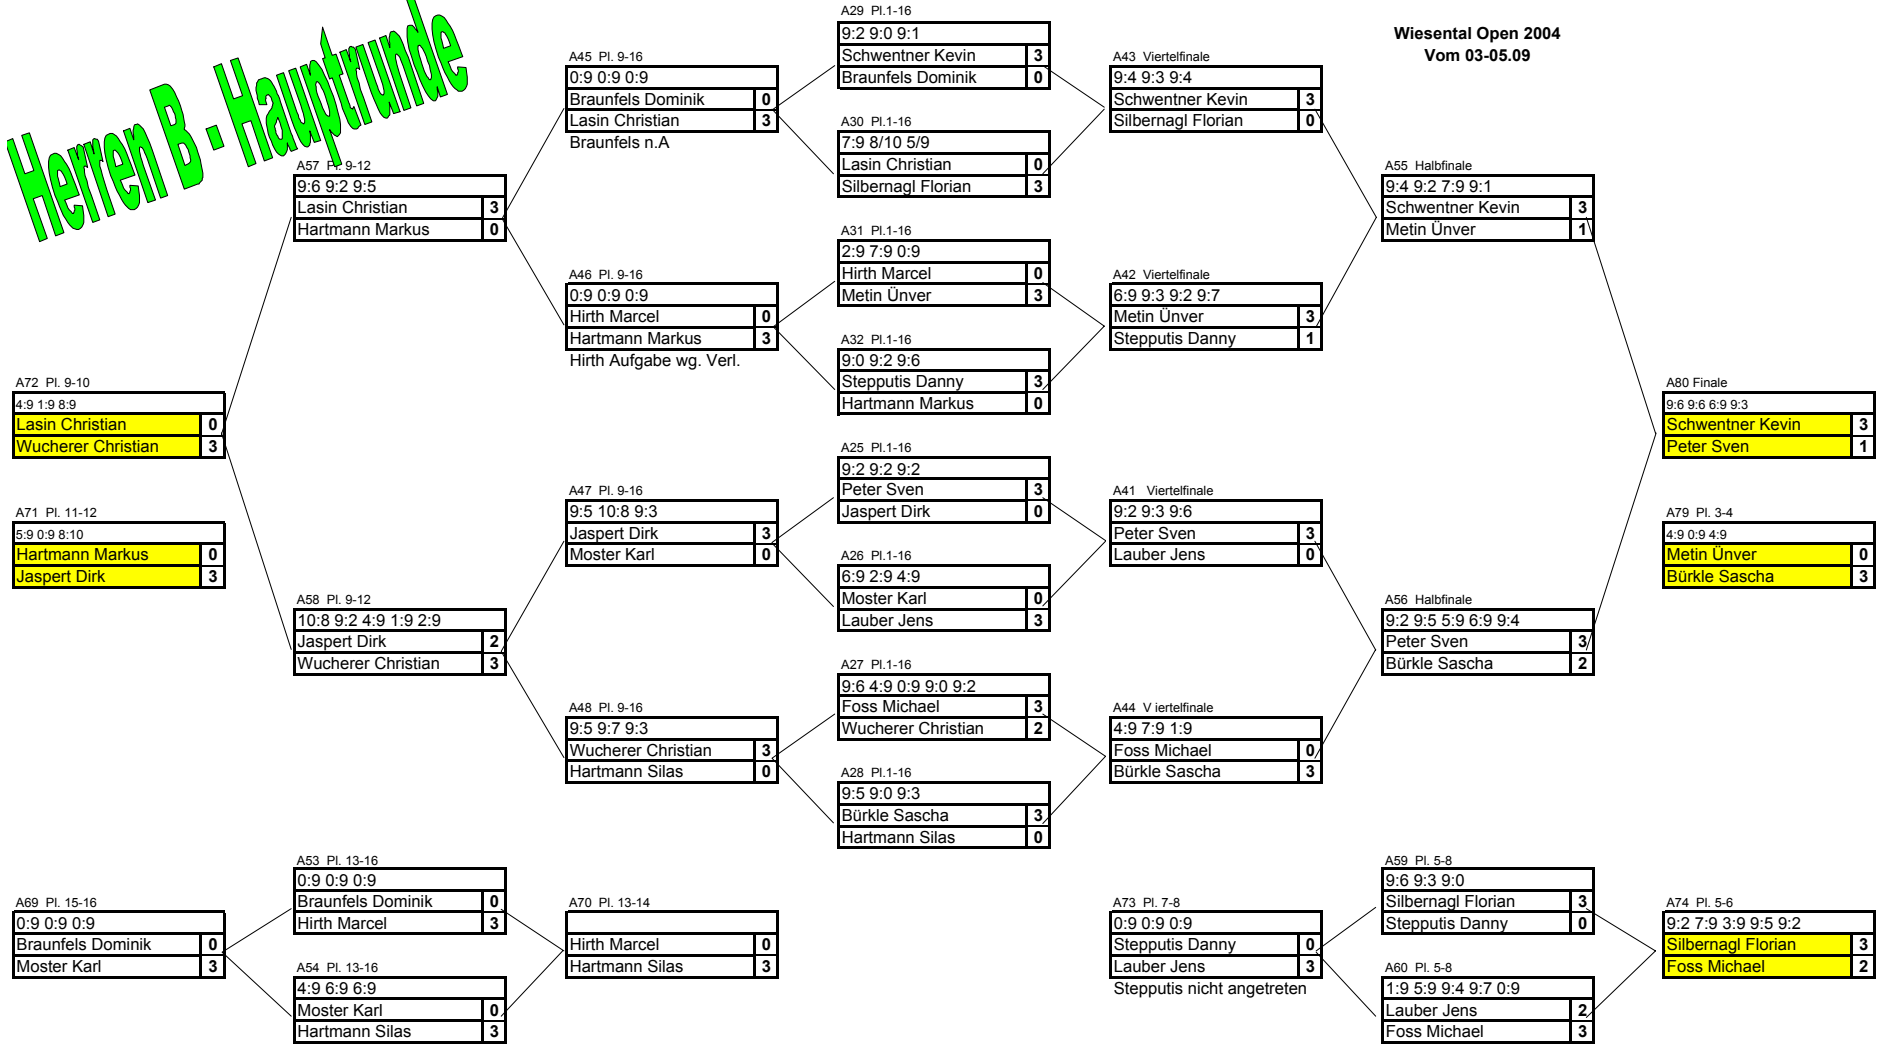 Herren B - Hauptrunde
Wiesental Open 2004
Vom 03-05.09
A29 Pl.1-16
9:2 9:0 9:1
Schwentner Kevin 3
Braunfels Dominik 0
A45 Pl. 9-16
0:9 0:9 0:9
Braunfels Dominik 0
Lasin Christian 3
Braunfels n.A
A43 Viertelfinale
9:4 9:3 9:4
Schwentner Kevin 3
Silbernagl Florian 0
A30 Pl.1-16
7:9 8/10 5/9
Lasin Christian 0
Silbernagl Florian 3
A57 Pl. 9-12
9:6 9:2 9:5
Lasin Christian 3
Hartmann Markus 0
A55 Halbfinale
9:4 9:2 7:9 9:1
Schwentner Kevin 3
Metin Ünver 1
A31 Pl.1-16
2:9 7:9 0:9
Hirth Marcel 0
Metin Ünver 3
A46 Pl. 9-16
0:9 0:9 0:9
Hirth Marcel 0
Hartmann Markus 3
Hirth Aufgabe wg. Verl.
A42 Viertelfinale
6:9 9:3 9:2 9:7
Metin Ünver 3
Stepputis Danny 1
A32 Pl.1-16
9:0 9:2 9:6
Stepputis Danny 3
Hartmann Markus 0
A72 Pl. 9-10
4:9 1:9 8:9
Lasin Christian 0
Wucherer Christian 3
A80 Finale
9:6 9:6 6:9 9:3
Schwentner Kevin 3
Peter Sven 1
A25 Pl.1-16
9:2 9:2 9:2
Peter Sven 3
Jaspert Dirk 0
A47 Pl. 9-16
9:5 10:8 9:3
Jaspert Dirk 3
Moster Karl 0
A41 Viertelfinale
9:2 9:3 9:6
Peter Sven 3
Lauber Jens 0
A71 Pl. 11-12
5:9 0:9 8:10
Hartmann Markus 0
Jaspert Dirk 3
A79 Pl. 3-4
4:9 0:9 4:9
Metin Ünver 0
Bürkle Sascha 3
A26 Pl.1-16
6:9 2:9 4:9
Moster Karl 0
Lauber Jens 3
A58 Pl. 9-12
10:8 9:2 4:9 1:9 2:9
Jaspert Dirk 2
Wucherer Christian 3
A56 Halbfinale
9:2 9:5 5:9 6:9 9:4
Peter Sven 3
Bürkle Sascha 2
A27 Pl.1-16
9:6 4:9 0:9 9:0 9:2
Foss Michael 3
Wucherer Christian 2
A48 Pl. 9-16
9:5 9:7 9:3
Wucherer Christian 3
Hartmann Silas 0
A44 V iertelfinale
4:9 7:9 1:9
Foss Michael 0
Bürkle Sascha 3
A28 Pl.1-16
9:5 9:0 9:3
Bürkle Sascha 3
Hartmann Silas 0
A53 Pl. 13-16
0:9 0:9 0:9
Braunfels Dominik 0
Hirth Marcel 3
A69 Pl. 15-16
0:9 0:9 0:9
Braunfels Dominik 0
Moster Karl 3
A70 Pl. 13-14
Hirth Marcel 0
Hartmann Silas 3
A54 Pl. 13-16
4:9 6:9 6:9
Moster Karl 0
Hartmann Silas 3
A59 Pl. 5-8
9:6 9:3 9:0
Silbernagl Florian 3
Stepputis Danny 0
A73 Pl. 7-8
0:9 0:9 0:9
Stepputis Danny 0
Lauber Jens 3
Stepputis nicht angetreten
A74 Pl. 5-6
9:2 7:9 3:9 9:5 9:2
Silbernagl Florian 3
Foss Michael 2
A60 Pl. 5-8
1:9 5:9 9:4 9:7 0:9
Lauber Jens 2
Foss Michael 3